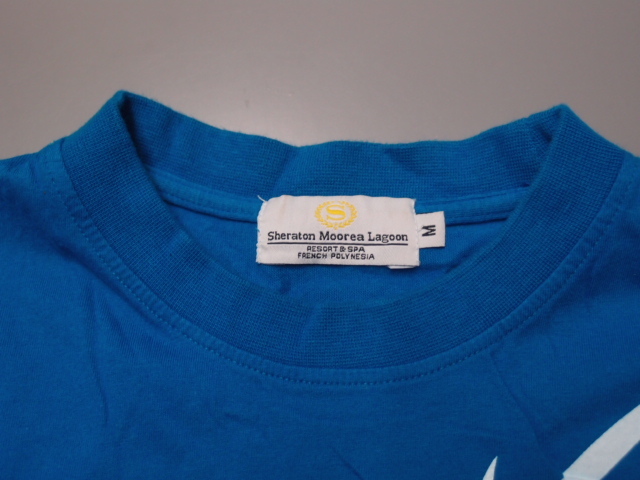 S
Sheraton Moorea Lagoon
RESORT & SPA
FRENCH POLYNESIA
M